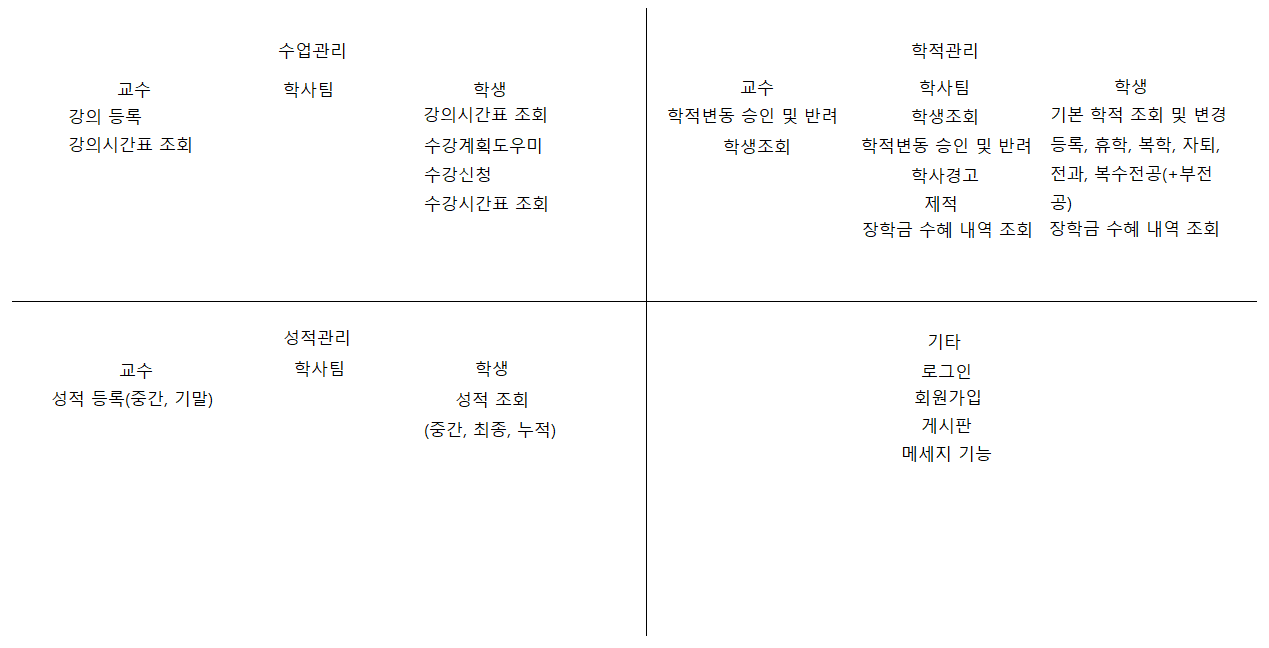 수업관리
교수
강의 등록
강의시간표 조회
학사팀
학생
강의시간표 조회
수강계획도우미
수강신청
수강시간표 조회
학적관리
교수
학적변동 승인 및 반려
학생조회
학사팀
학생조회
학적변동 승인 및 반려
학사경고
제적
장학금 수혜 내역 조회
학생
기본 학적 조회 및 변경
등록, 휴학, 복학, 자퇴,
전과, 복수전공(+부전
공)
장학금 수혜 내역 조회
성적관리
교수
성적 등록(중간, 기말)
학사팀
학생
성적 조회
(중간, 최종, 누적)
기타
로그인
회원가입
게시판
메세지 기능